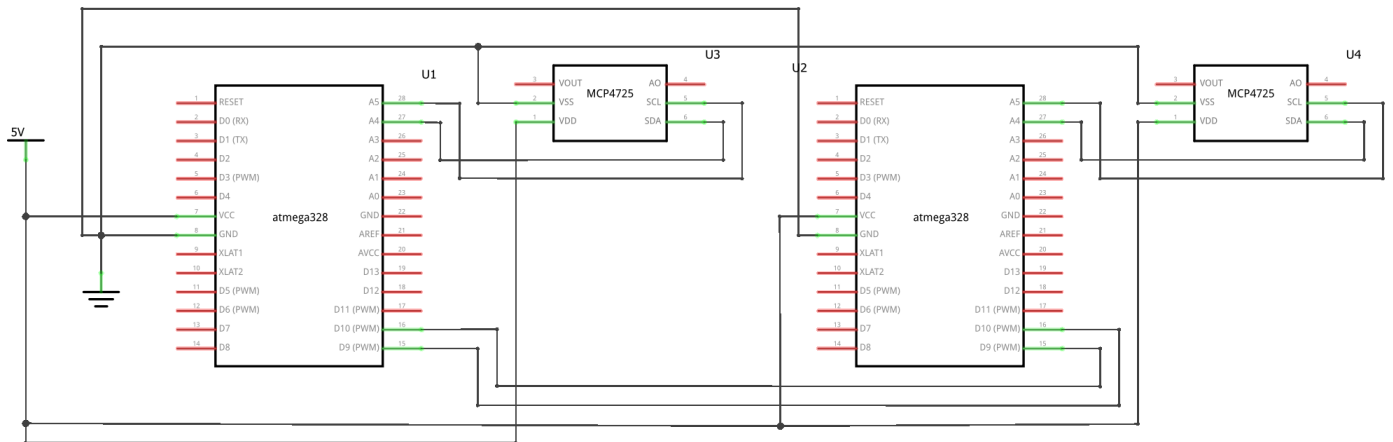 5V
U1
atmega328
1 RESET
2 D0 (RX)
3 D1 (TX)
4 D2
5 D3 (PWM)
6 D4
7 VCC
8 GND
9 XLAT1
10 XLAT2
11 D5 (PWM)
12 D6 (PWM)
13 D7
14 D8
A5 28
A4 27
A3 26
A2 25
A1 24
A0 23
GND 22
AREF 21
AVCC 20
D13 19
D12 18
D11 (PWM) 17
D10 (PWM) 16
D9 (PWM) 15
U3
MCP4725
3 VOUT
2 VSS
1 VDD
AO 4
SCL 5
SDA 6
U2
atmega328
1 RESET
2 D0 (RX)
3 D1 (TX)
4 D2
5 D3 (PWM)
6 D4
7 VCC
8 GND
9 XLAT1
10 XLAT2
11 D5 (PWM)
12 D6 (PWM)
13 D7
14 D8
A5 28
A4 27
A3 26
A2 25
A1 24
A0 23
GND 22
AREF 21
AVCC 20
D13 19
D12 18
D11 (PWM) 17
D10 (PWM) 16
D9 (PWM) 15
U4
MCP4725
3 VOUT
2 VSS
1 VDD
AO 4
SCL 5
SDA 6